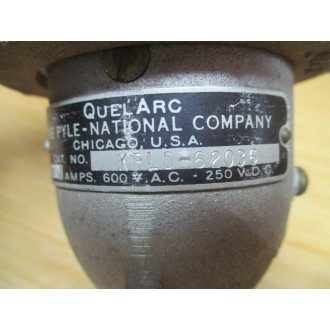 QUELARC
E PYLE-NATIONAL COMPANY
CHICAGO, U.S.A.
CAT. NO.
AMPS. 600 V.A.C. - 250 V.D.C.